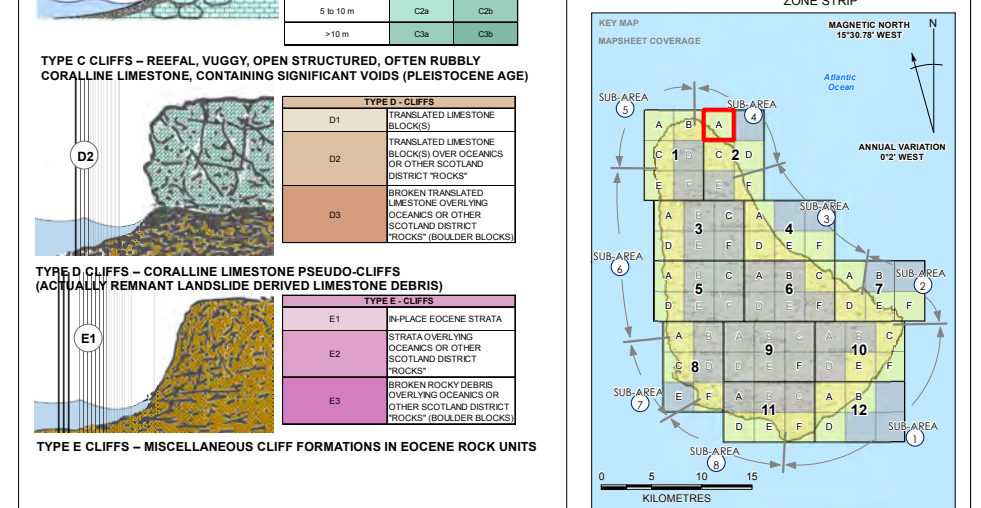 5 to 10 m C2a C2b
>10 m C3a C3b
TYPE C CLIFFS – REEFAL, VUGGY, OPEN STRUCTURED, OFTEN RUBBLY
CORALLINE LIMESTONE, CONTAINING SIGNIFICANT VOIDS (PLEISTOCENE AGE)
D2
TYPE D - CLIFFS
D1
TRANSLATED LIMESTONE
BLOCK(S)
D2
TRANSLATED LIMESTONE
BLOCK(S) OVER OCEANICS
OR OTHER SCOTLAND
DISTRICT "ROCKS"
D3
BROKEN TRANSLATED
LIMESTONE OVERLYING
OCEANICS OR OTHER
SCOTLAND DISTRICT
"ROCKS" (BOULDER BLOCKS)
TYPE D CLIFFS – CORALLINE LIMESTONE PSEUDO-CLIFFS
(ACTUALLY REMNANT LANDSLIDE DERIVED LIMESTONE DEBRIS)
E1
TYPE E - CLIFFS
E1
IN-PLACE EOCENE STRATA
E2
STRATA OVERLYING
OCEANICS OR OTHER
SCOTLAND DISTRICT
"ROCKS"
E3
BROKEN ROCKY DEBRIS
OVERLYING OCEANICS OR
OTHER SCOTLAND DISTRICT
"ROCKS" (BOULDER BLOCKS)
TYPE E CLIFFS – MISCELLANEOUS CLIFF FORMATIONS IN EOCENE ROCK UNITS
ZONE STRIP
KEY MAP
MAPSHEET COVERAGE
MAGNETIC NORTH
15°30.78' WEST
N
Atlantic
Ocean
ANNUAL VARIATION
0°2' WEST
SUB-AREA
5
SUB-AREA
4
A B A
C 1 D C 2 D
E F E F
SUB-AREA
3
A B C A
3 4
D E F D E F
SUB-AREA
6
A B C A B C A B
5 6 7
D E F D E F D E F
SUB-AREA
2
A B A B C A B C
9 10
C 8 D D E F D E F
SUB-AREA
7
E F A B C A B
11 12
D E F D
SUB-AREA
1
SUB-AREA
8
0 5 10 15
KILOMETRES